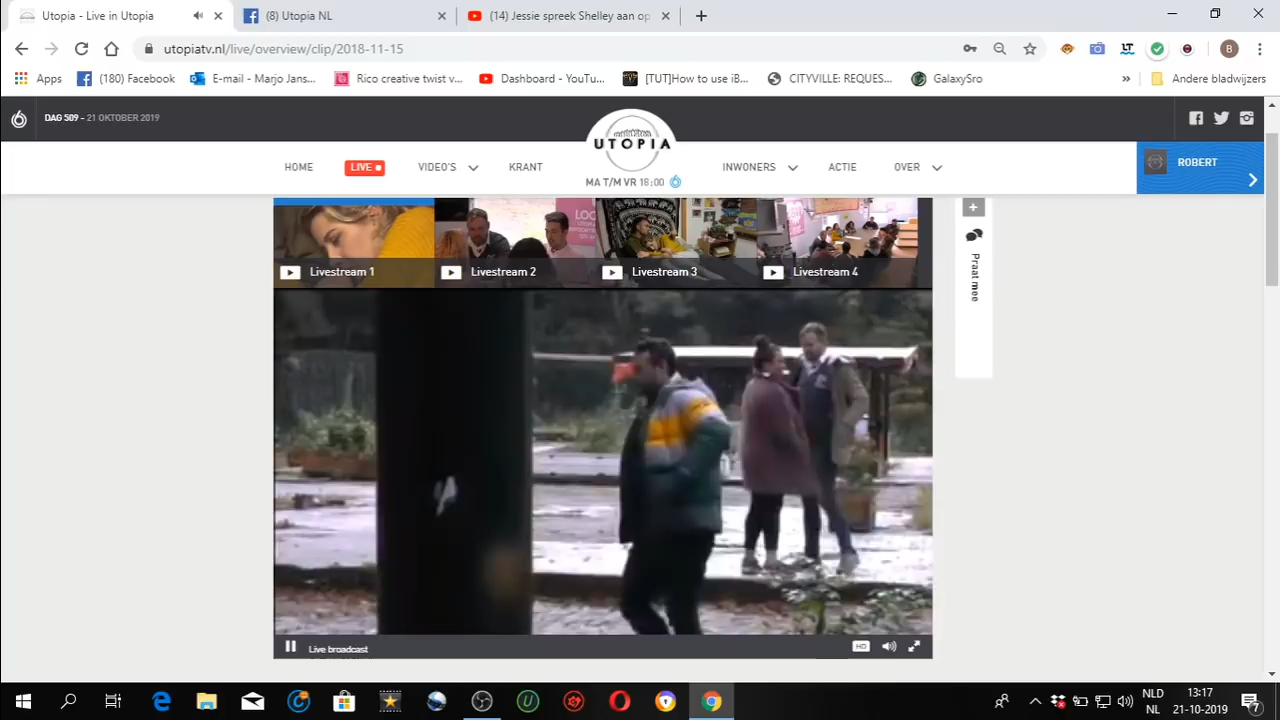 Utopia - Live in Utopia
(8) Utopia NL
(14) Jessie spreek Shelley aan op
utopiatv.nl/live/overview/clip/2018-11-15
B
Apps
(180) Facebook
E-mail - Marjo Jans...
Rico creative twist v...
Dashboard - YouTu...
[TUT]How to use iB...
CITYVILLE: REQUES...
GalaxySro
»
Andere bladwijzers
DAG 509 - 21 OKTOBER 2019
UTOPIA
HOME
LIVE
VIDEO'S
KRANT
MA T/M VR 18:00
INWONERS
ACTIE
OVER
ROBERT
Livestream 1
Livestream 2
Livestream 3
Livestream 4
Praat mee
Live broadcast
HD
NLD
NL
13:17
21-10-2019
7